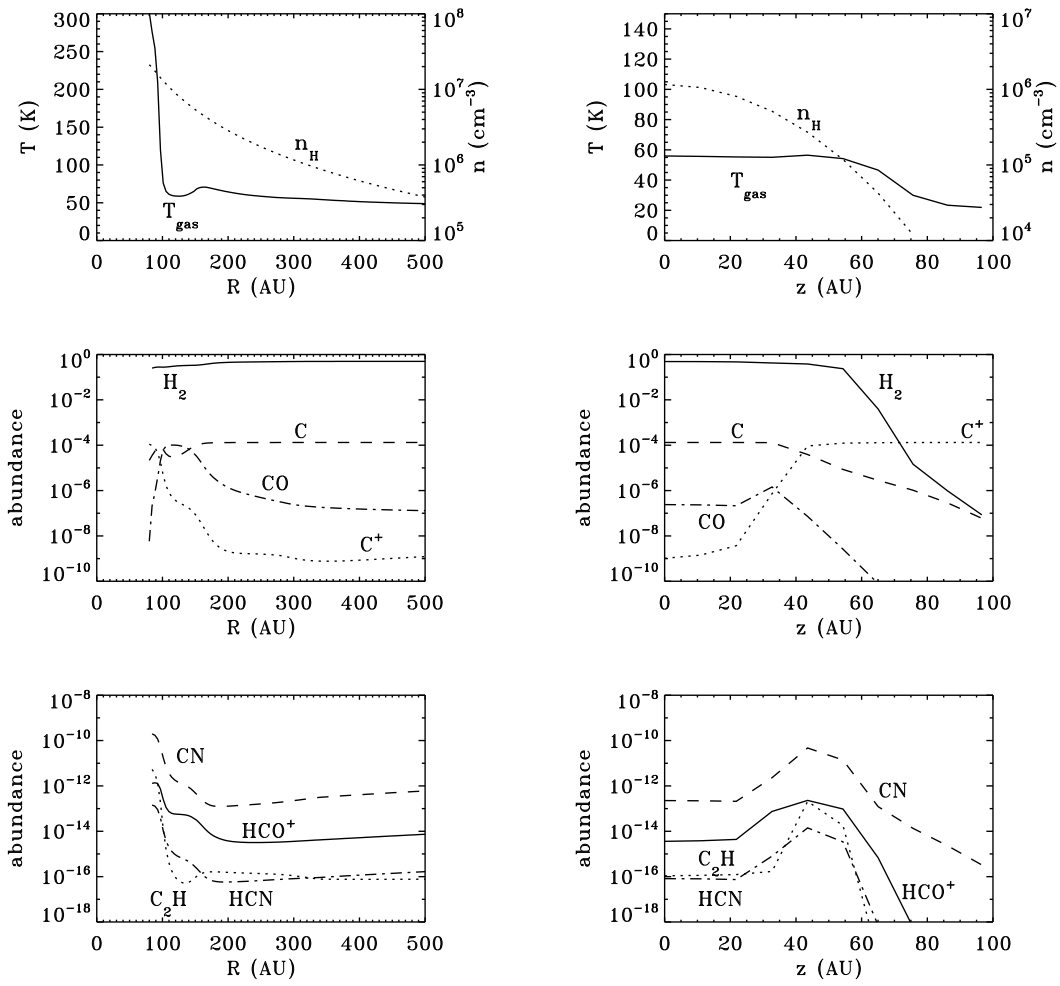 300
250
200
150
100
50
0
T (K)
10^8
10^7
10^6
10^5
n (cm^-3)
n_H
T_gas
0 100 200 300 400 500
R (AU)
140
120
100
80
60
40
20
0
T (K)
10^7
10^6
10^5
10^4
n (cm^-3)
n_H
T_gas
0 20 40 60 80 100
z (AU)
10^0
10^-2
10^-4
10^-6
10^-8
10^-10
abundance
H_2
C
CO
C^+
0 100 200 300 400 500
R (AU)
10^0
10^-2
10^-4
10^-6
10^-8
10^-10
abundance
H_2
C
C^+
CO
0 20 40 60 80 100
z (AU)
10^-8
10^-10
10^-12
10^-14
10^-16
10^-18
abundance
CN
HCO^+
C_2H
HCN
0 100 200 300 400 500
R (AU)
10^-8
10^-10
10^-12
10^-14
10^-16
10^-18
abundance
CN
C_2H
HCN
HCO^+
0 20 40 60 80 100
z (AU)